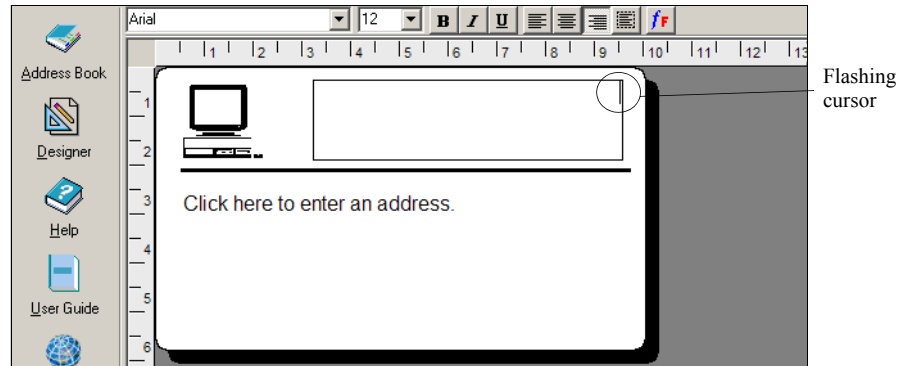 Arial 12 B I U fF
1 2 3 4 5 6 7 8 9 10 11 12 13
Address Book
Designer
Help
User Guide
1
2
3
4
5
6
Click here to enter an address.
Flashing
cursor